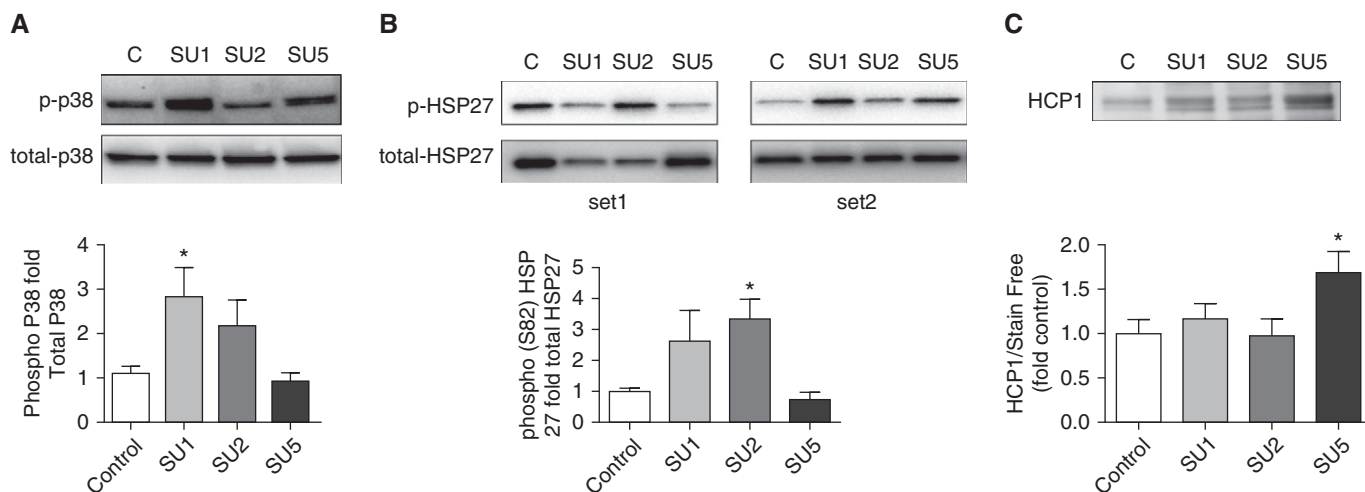 A
C SU1 SU2 SU5
p-p38
total-p38
Phospho P38 fold
Total P38
4
3
2
1
0
*
Control SU1 SU2 SU5
B
C SU1 SU2 SU5
C SU1 SU2 SU5
p-HSP27
total-HSP27
set1
set2
phospho (S82) HSP
27 fold total HSP27
5
4
3
2
1
0
*
Control SU1 SU2 SU5
C
C SU1 SU2 SU5
HCP1
HCP1/Stain Free
(fold control)
2.0
1.5
1.0
0.5
0.0
*
Control SU1 SU2 SU5